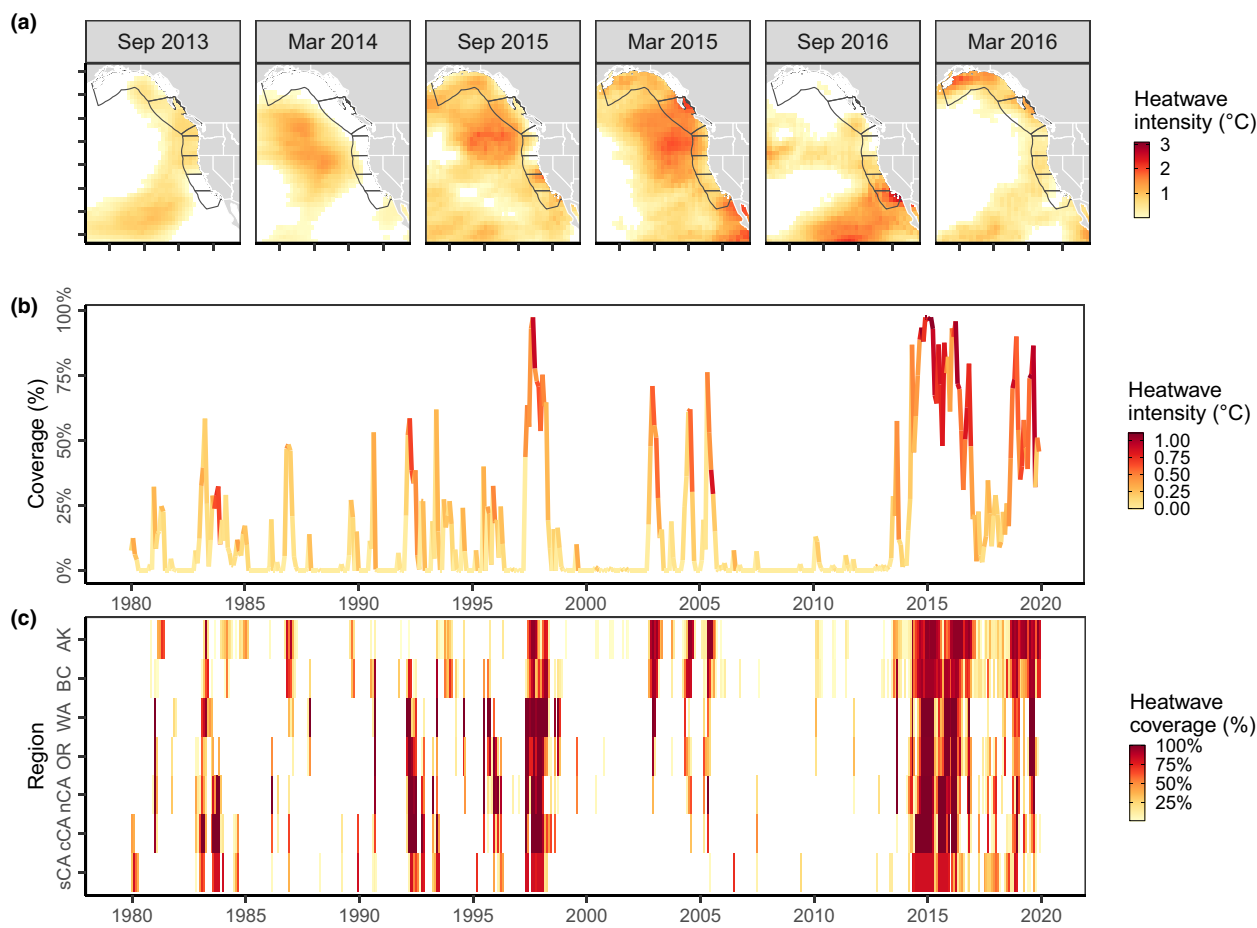 (a)
Sep 2013
Mar 2014
Sep 2015
Mar 2015
Sep 2016
Mar 2016
Heatwave
intensity (°C)
3
2
1
(b)
Coverage (%)
100%
75%
50%
25%
0%
1980
1985
1990
1995
2000
2005
2010
2015
2020
Heatwave
intensity (°C)
1.00
0.75
0.50
0.25
0.00
(c)
Region
AK
BC
WA
OR
nCA
cCA
sCA
1980
1985
1990
1995
2000
2005
2010
2015
2020
Heatwave
coverage (%)
100%
75%
50%
25%